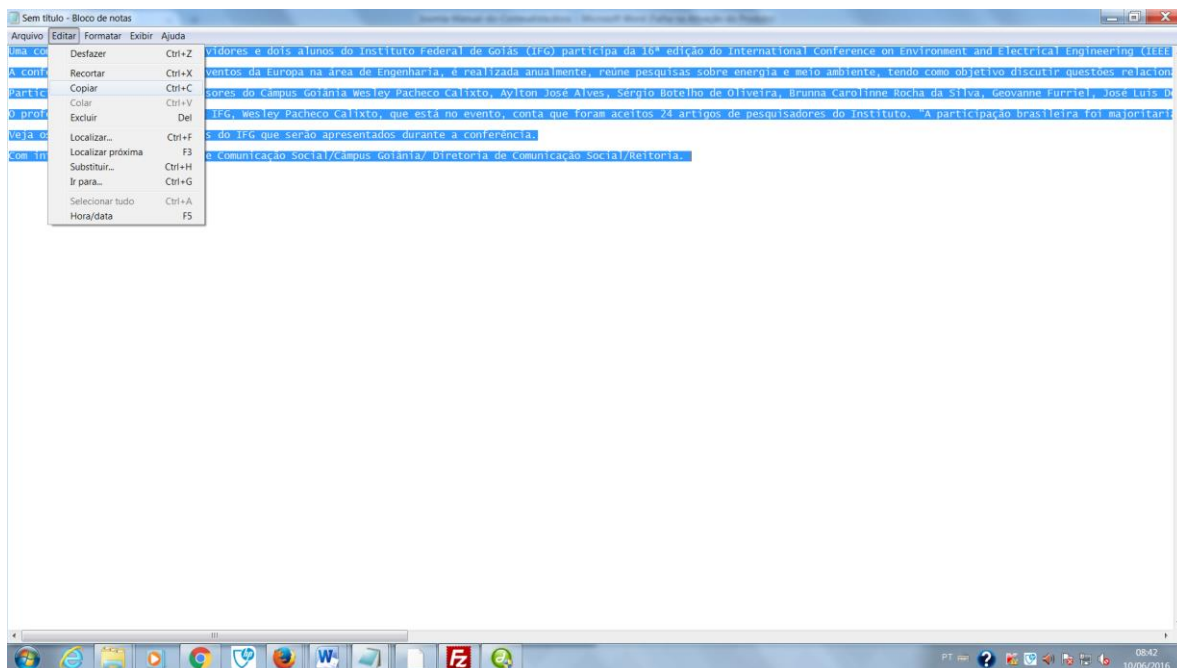 Sem título - Bloco de notas
Arquivo Editar Formatar Exibir Ajuda
Desfazer Ctrl+Z
Recortar Ctrl+X
Copiar Ctrl+C
Colar Ctrl+V
Excluir Del
Localizar... Ctrl+F
Localizar próxima F3
Substituir... Ctrl+H
Ir para... Ctrl+G
Selecionar tudo Ctrl+A
Hora/data F5
Uma vidores e dois alunos do Instituto Federal de Goiás (IFG) participa da 16ª edição do International Conference on Environment and Electrical Engineering (IEEE
A conf ventos da Europa na área de Engenharia, é realizada anualmente, reúne pesquisas sobre energia e meio ambiente, tendo como objetivo discutir questões relacion
Partic sores do Câmpus Goiânia Wesley Pacheco Calixto, Aylton José Alves, Sérgio Botelho de Oliveira, Brunna Carolinne Rocha da Silva, Geovanne Furriel, José Luis D
O prof IFG, Wesley Pacheco Calixto, que está no evento, conta que foram aceitos 24 artigos de pesquisadores do Instituto. "A participação brasileira foi majoritari
Veja o s do IFG que serão apresentados durante a conferência.
Com in e Comunicação Social/Câmpus Goiânia/ Diretoria de Comunicação Social/Reitoria.
PT
08:42
10/06/2016